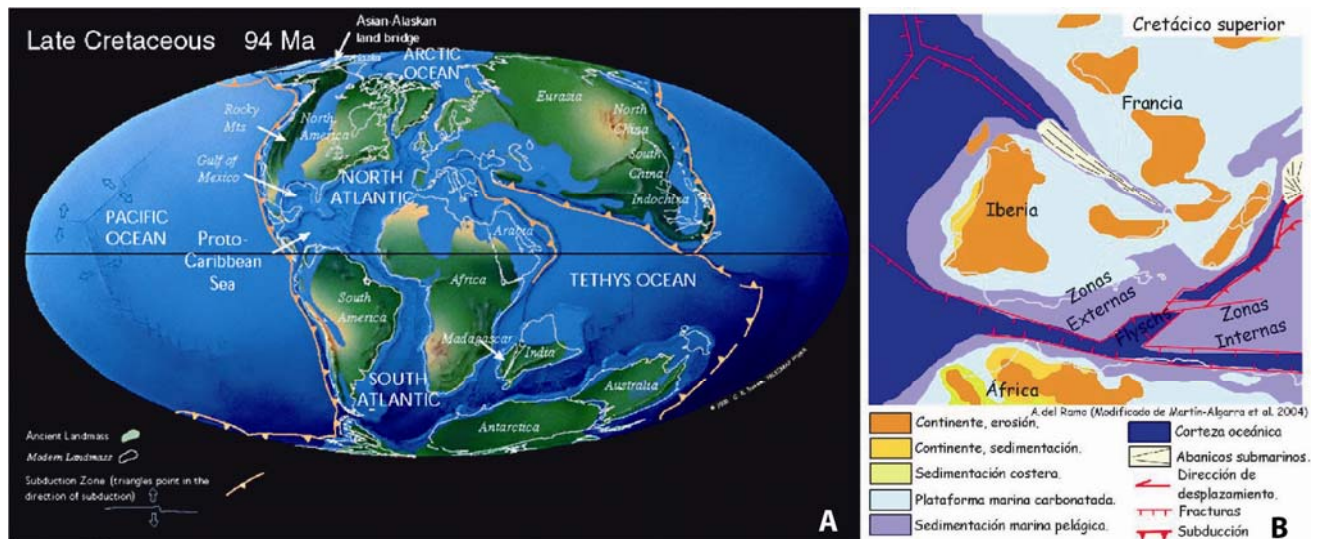 Late Cretaceous 94 Ma
Asian-Alaskan
land bridge
Alaska
ARCTIC
OCEAN
Rocky
Mts
North
America
Gulf of
Mexico
NORTH
ATLANTIC
Eurasia
North
China
South
China
Indochina
PACIFIC
OCEAN
Proto-
Caribbean
Sea
Arabia
Africa
TETHYS OCEAN
South
America
Madagascar
India
SOUTH
ATLANTIC
Australia
Antarctica
Ancient Landmass
Modern Landmass
Subduction Zone (triangles point in the
direction of subduction)
A
Cretácico superior
Francia
Iberia
Zonas
Externas
Flyschs
Zonas
Internas
África
A.del Ramo (Modificado de Martín-Algarra et al. 2004)
Continente, erosión.
Continente, sedimentación.
Sedimentación costera.
Plataforma marina carbonatada.
Sedimentación marina pelágica.
Corteza oceánica
Abanicos submarinos.
Dirección de
desplazamiento.
Fracturas
Subducción
B